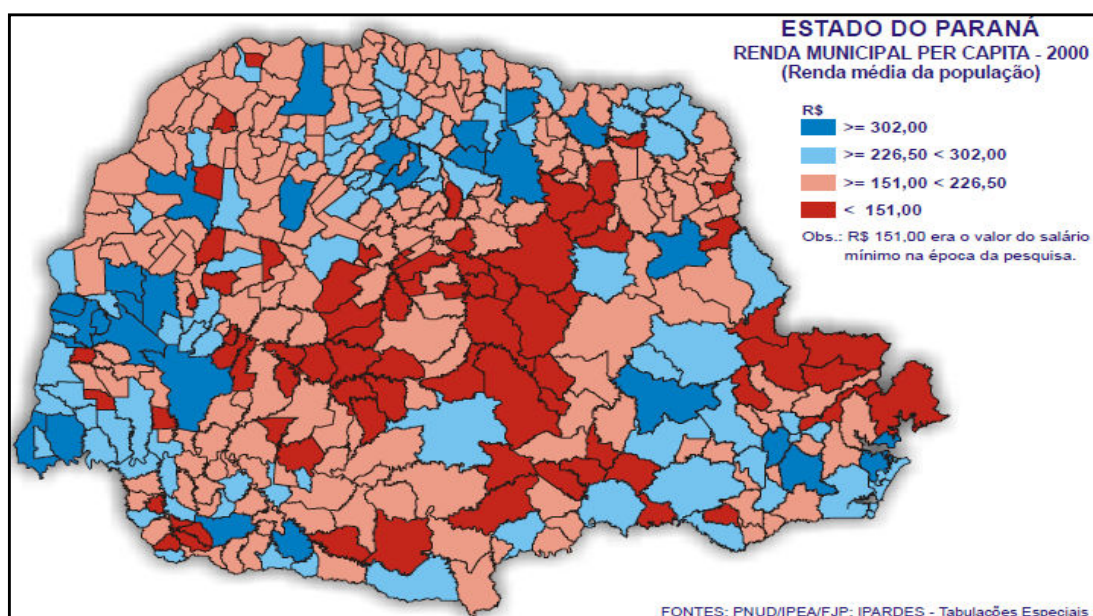 ESTADO DO PARANÁ
RENDA MUNICIPAL PER CAPITA - 2000
(Renda média da população)
R$
>= 302,00
>= 226,50 < 302,00
>= 151,00 < 226,50
< 151,00
Obs.: R$ 151,00 era o valor do salário
mínimo na época da pesquisa.
FONTES: PNUD/IPEA/FJP; IPARDES - Tabulações Especiais